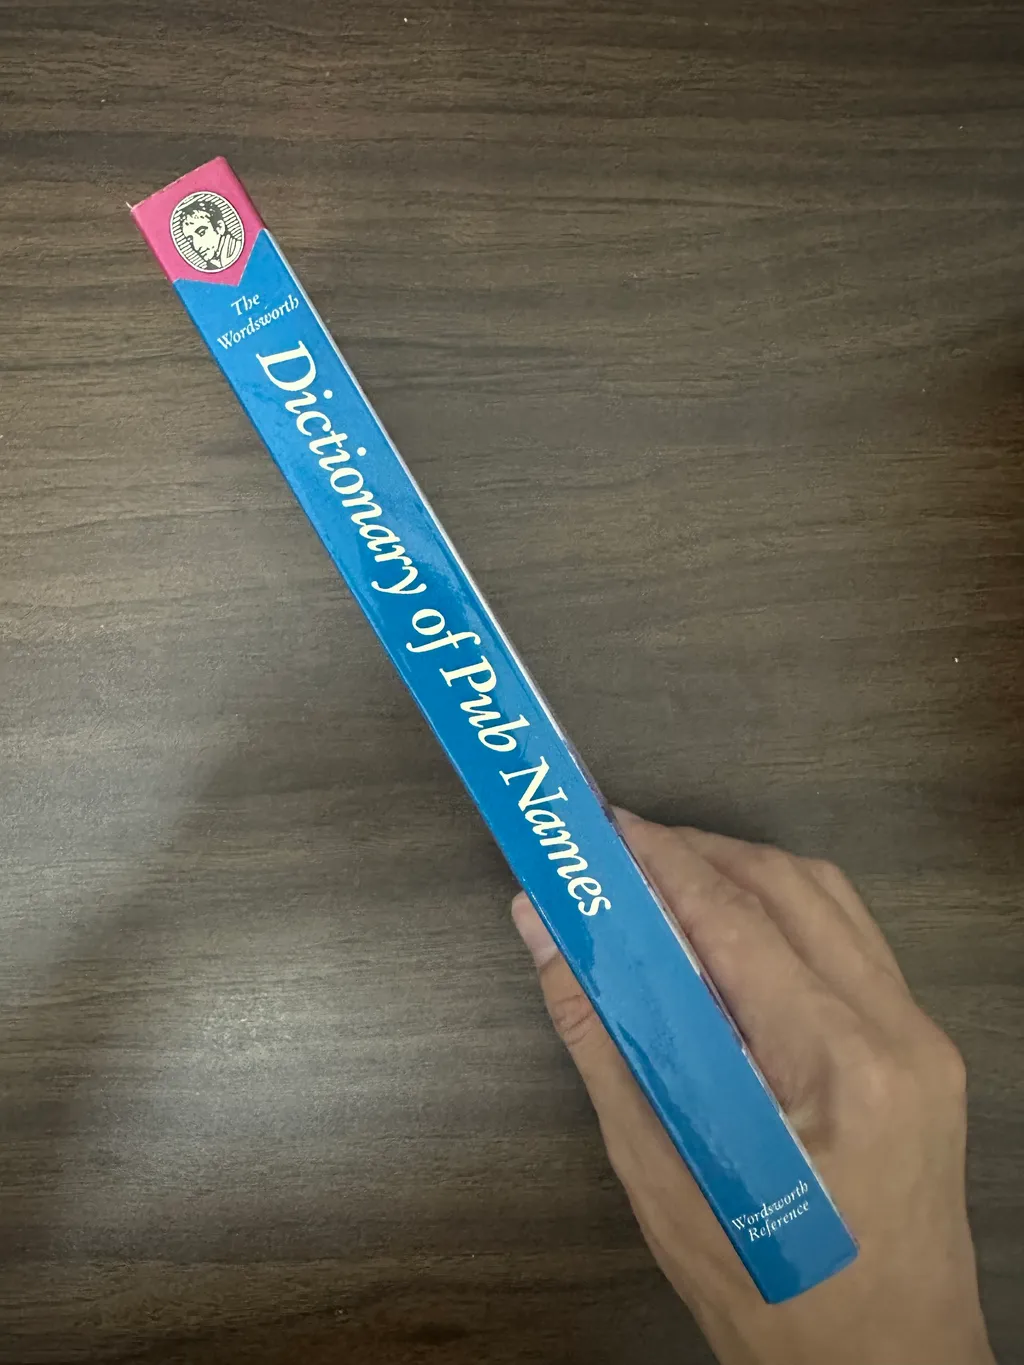 The
Wordsworth
Dictionary of Pub Names
Wordsworth
Reference